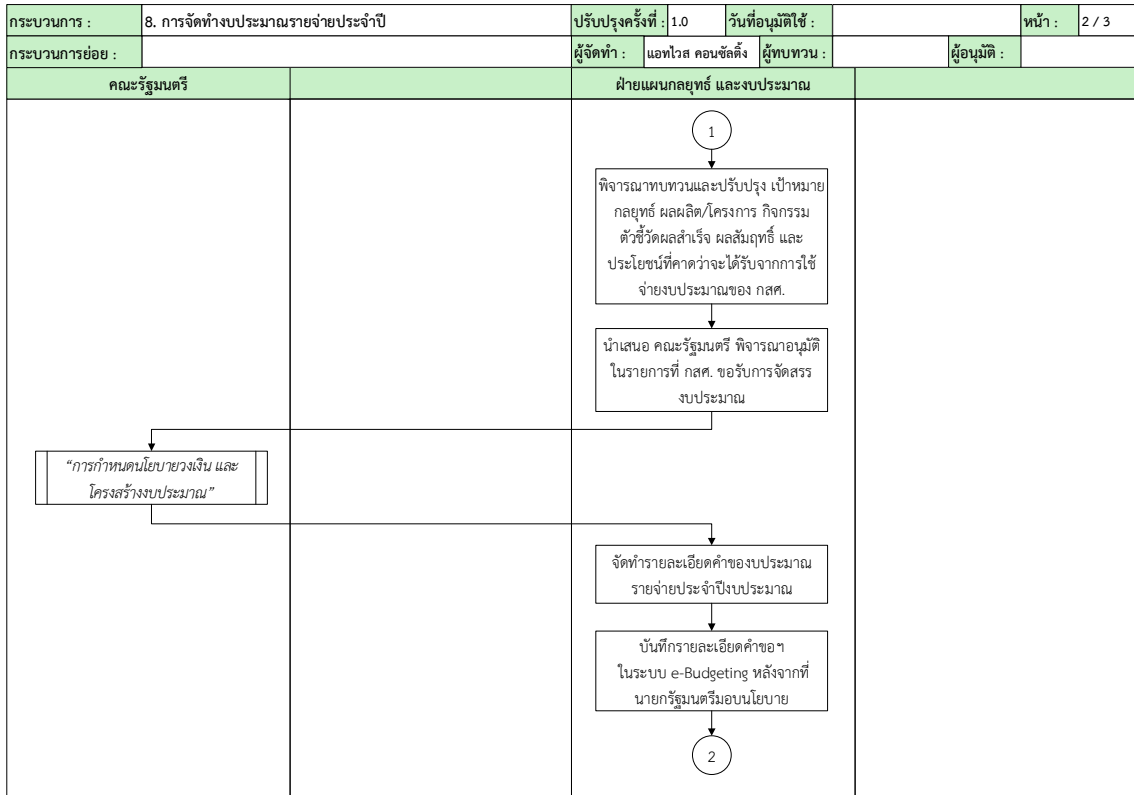 กระบวนการ : 8. การจัดทำงบประมาณรายจ่ายประจำปี ปรับปรุงครั้งที่ : 1.0 วันที่อนุมัติใช้ : หน้า : 2 / 3
กระบวนการย่อย : ผู้จัดทำ : แอทไวส คอนซัลติ้ง ผู้ทบทวน : ผู้อนุมัติ :
คณะรัฐมนตรี ฝ่ายแผนกลยุทธ์ และงบประมาณ
1
พิจารณาทบทวนและปรับปรุง เป้าหมาย
กลยุทธ์ ผลผลิต/โครงการ กิจกรรม
ตัวชี้วัดผลสำเร็จ ผลสัมฤทธิ์ และ
ประโยชน์ที่คาดว่าจะได้รับจากการใช้
จ่ายงบประมาณของ กสศ.
นำเสนอ คณะรัฐมนตรี พิจารณาอนุมัติ
ในรายการที่ กสศ. ขอรับการจัดสรร
งบประมาณ
“การกำหนดนโยบายวงเงิน และ
โครงสร้างงบประมาณ”
จัดทำรายละเอียดคำของบประมาณ
รายจ่ายประจำปีงบประมาณ
บันทึกรายละเอียดคำขอฯ
ในระบบ e-Budgeting หลังจากที่
นายกรัฐมนตรีมอบนโยบาย
2